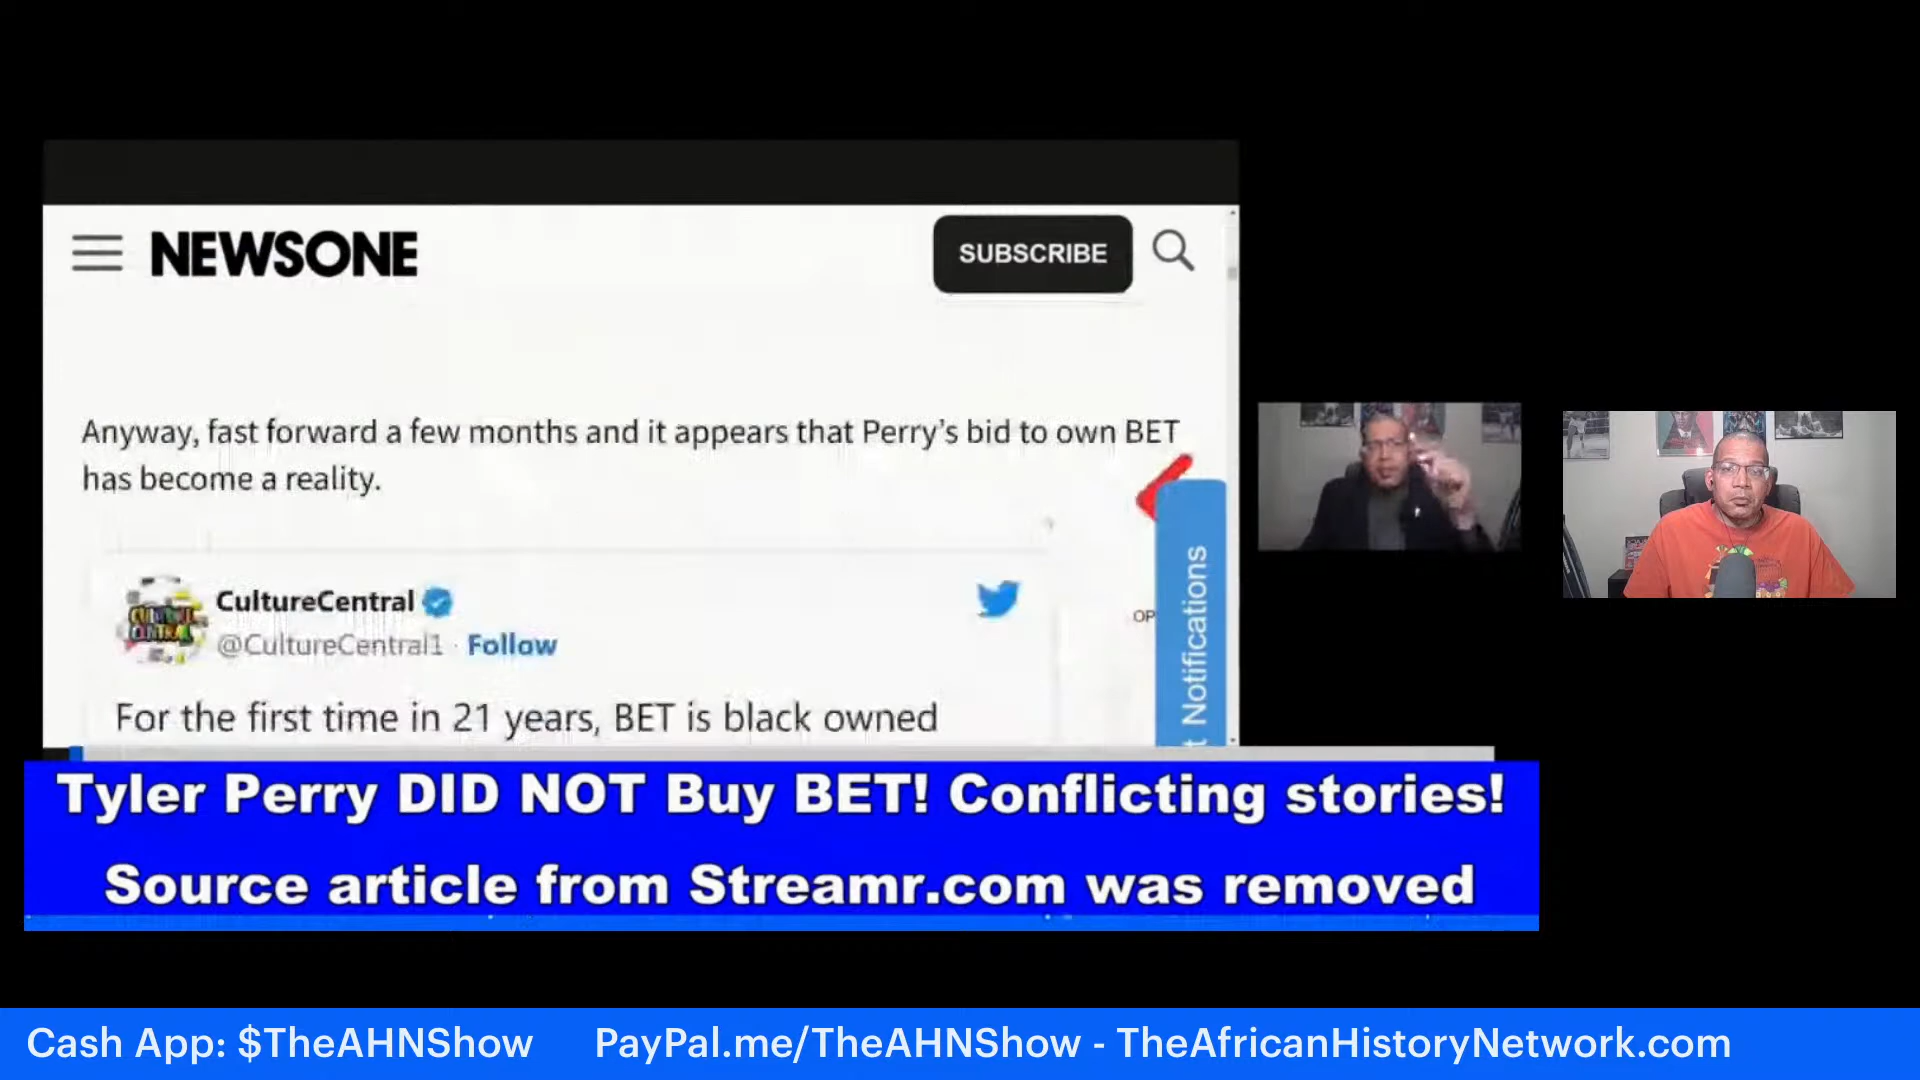 NEWSONE
SUBSCRIBE
Anyway, fast forward a few months and it appears that Perry's bid to own BET
has become a reality.
CultureCentral
@CultureCentral1 · Follow
OP
t Notifications
For the first time in 21 years, BET is black owned
Tyler Perry DID NOT Buy BET! Conflicting stories!
Source article from Streamr.com was removed
Cash App: $TheAHNShow PayPal.me/TheAHNShow - TheAfricanHistoryNetwork.com